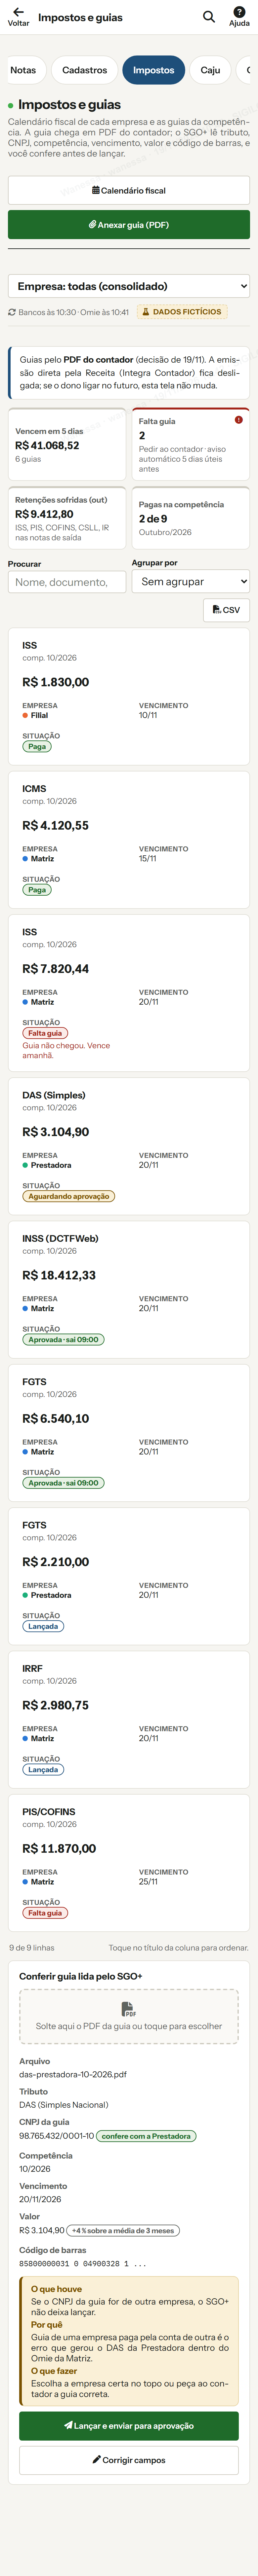 Voltar
Impostos e guias
Ajuda
Notas
Cadastros
Impostos
Caju
Impostos e guias
Calendário fiscal de cada empresa e as guias da competên-
cia. A guia chega em PDF do contador; o SGO+ lê tributo,
CNPJ, competência, vencimento, valor e código de barras, e
você confere antes de lançar.
Calendário fiscal
Anexar guia (PDF)
Empresa: todas (consolidado)
Bancos às 10:30 · Omie às 10:41
DADOS FICTÍCIOS
Guias pelo PDF do contador (decisão de 19/11). A emis-
são direta pela Receita (Integra Contador) fica desli-
gada; se o dono ligar no futuro, esta tela não muda.
Vencem em 5 dias
R$ 41.068,52
6 guias
Falta guia
2
Pedir ao contador · aviso
automático 5 dias úteis
antes
Retenções sofridas (out)
R$ 9.412,80
ISS, PIS, COFINS, CSLL, IR
nas notas de saída
Pagas na competência
2 de 9
Outubro/2026
Procurar
Nome, documento,
Agrupar por
Sem agrupar
CSV
ISS
comp. 10/2026
R$ 1.830,00
EMPRESA
VENCIMENTO
Filial
10/11
SITUAÇÃO
Paga
ICMS
comp. 10/2026
R$ 4.120,55
EMPRESA
VENCIMENTO
Matriz
15/11
SITUAÇÃO
Paga
ISS
comp. 10/2026
R$ 7.820,44
EMPRESA
VENCIMENTO
Matriz
20/11
SITUAÇÃO
Falta guia
Guia não chegou. Vence
amanhã.
DAS (Simples)
comp. 10/2026
R$ 3.104,90
EMPRESA
VENCIMENTO
Prestadora
20/11
SITUAÇÃO
Aguardando aprovação
INSS (DCTFWeb)
comp. 10/2026
R$ 18.412,33
EMPRESA
VENCIMENTO
Matriz
20/11
SITUAÇÃO
Aprovada · sai 09:00
FGTS
comp. 10/2026
R$ 6.540,10
EMPRESA
VENCIMENTO
Matriz
20/11
SITUAÇÃO
Aprovada · sai 09:00
FGTS
comp. 10/2026
R$ 2.210,00
EMPRESA
VENCIMENTO
Prestadora
20/11
SITUAÇÃO
Lançada
IRRF
comp. 10/2026
R$ 2.980,75
EMPRESA
VENCIMENTO
Matriz
20/11
SITUAÇÃO
Lançada
PIS/COFINS
comp. 10/2026
R$ 11.870,00
EMPRESA
VENCIMENTO
Matriz
25/11
SITUAÇÃO
Falta guia
9 de 9 linhas
Toque no título da coluna para ordenar.
Conferir guia lida pelo SGO+
PDF
Solte aqui o PDF da guia ou toque para escolher
Arquivo
das-prestadora-10-2026.pdf
Tributo
DAS (Simples Nacional)
CNPJ da guia
98.765.432/0001-10 confere com a Prestadora
Competência
10/2026
Vencimento
20/11/2026
Valor
R$ 3.104,90 +4 % sobre a média de 3 meses
Código de barras
85800000031 0 04900328 1 ...
O que houve
Se o CNPJ da guia for de outra empresa, o SGO+
não deixa lançar.
Por quê
Guia de uma empresa paga pela conta de outra é o
erro que gerou o DAS da Prestadora dentro do
Omie da Matriz.
O que fazer
Escolha a empresa certa no topo ou peça ao con-
tador a guia correta.
Lançar e enviar para aprovação
Corrigir campos